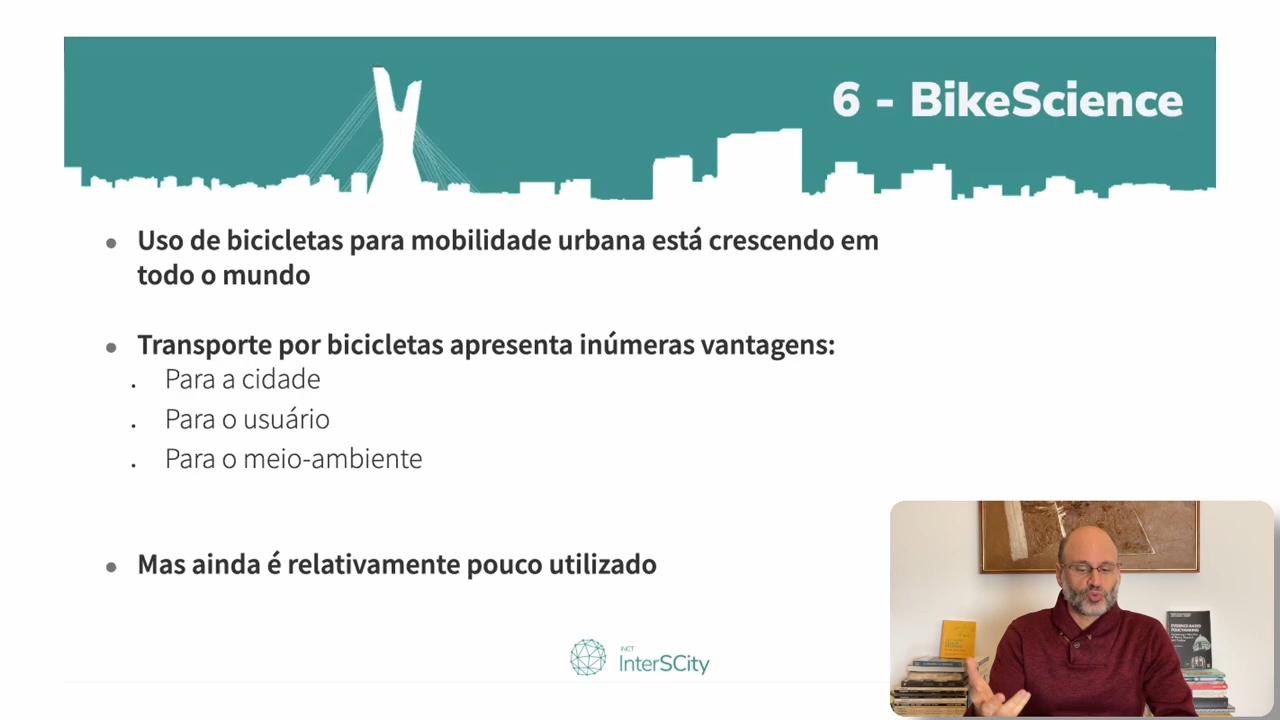 6 - BikeScience
● Uso de bicicletas para mobilidade urbana está crescendo em
todo o mundo
● Transporte por bicicletas apresenta inúmeras vantagens:
. Para a cidade
. Para o usuário
. Para o meio-ambiente
● Mas ainda é relativamente pouco utilizado
INCT
InterSCity